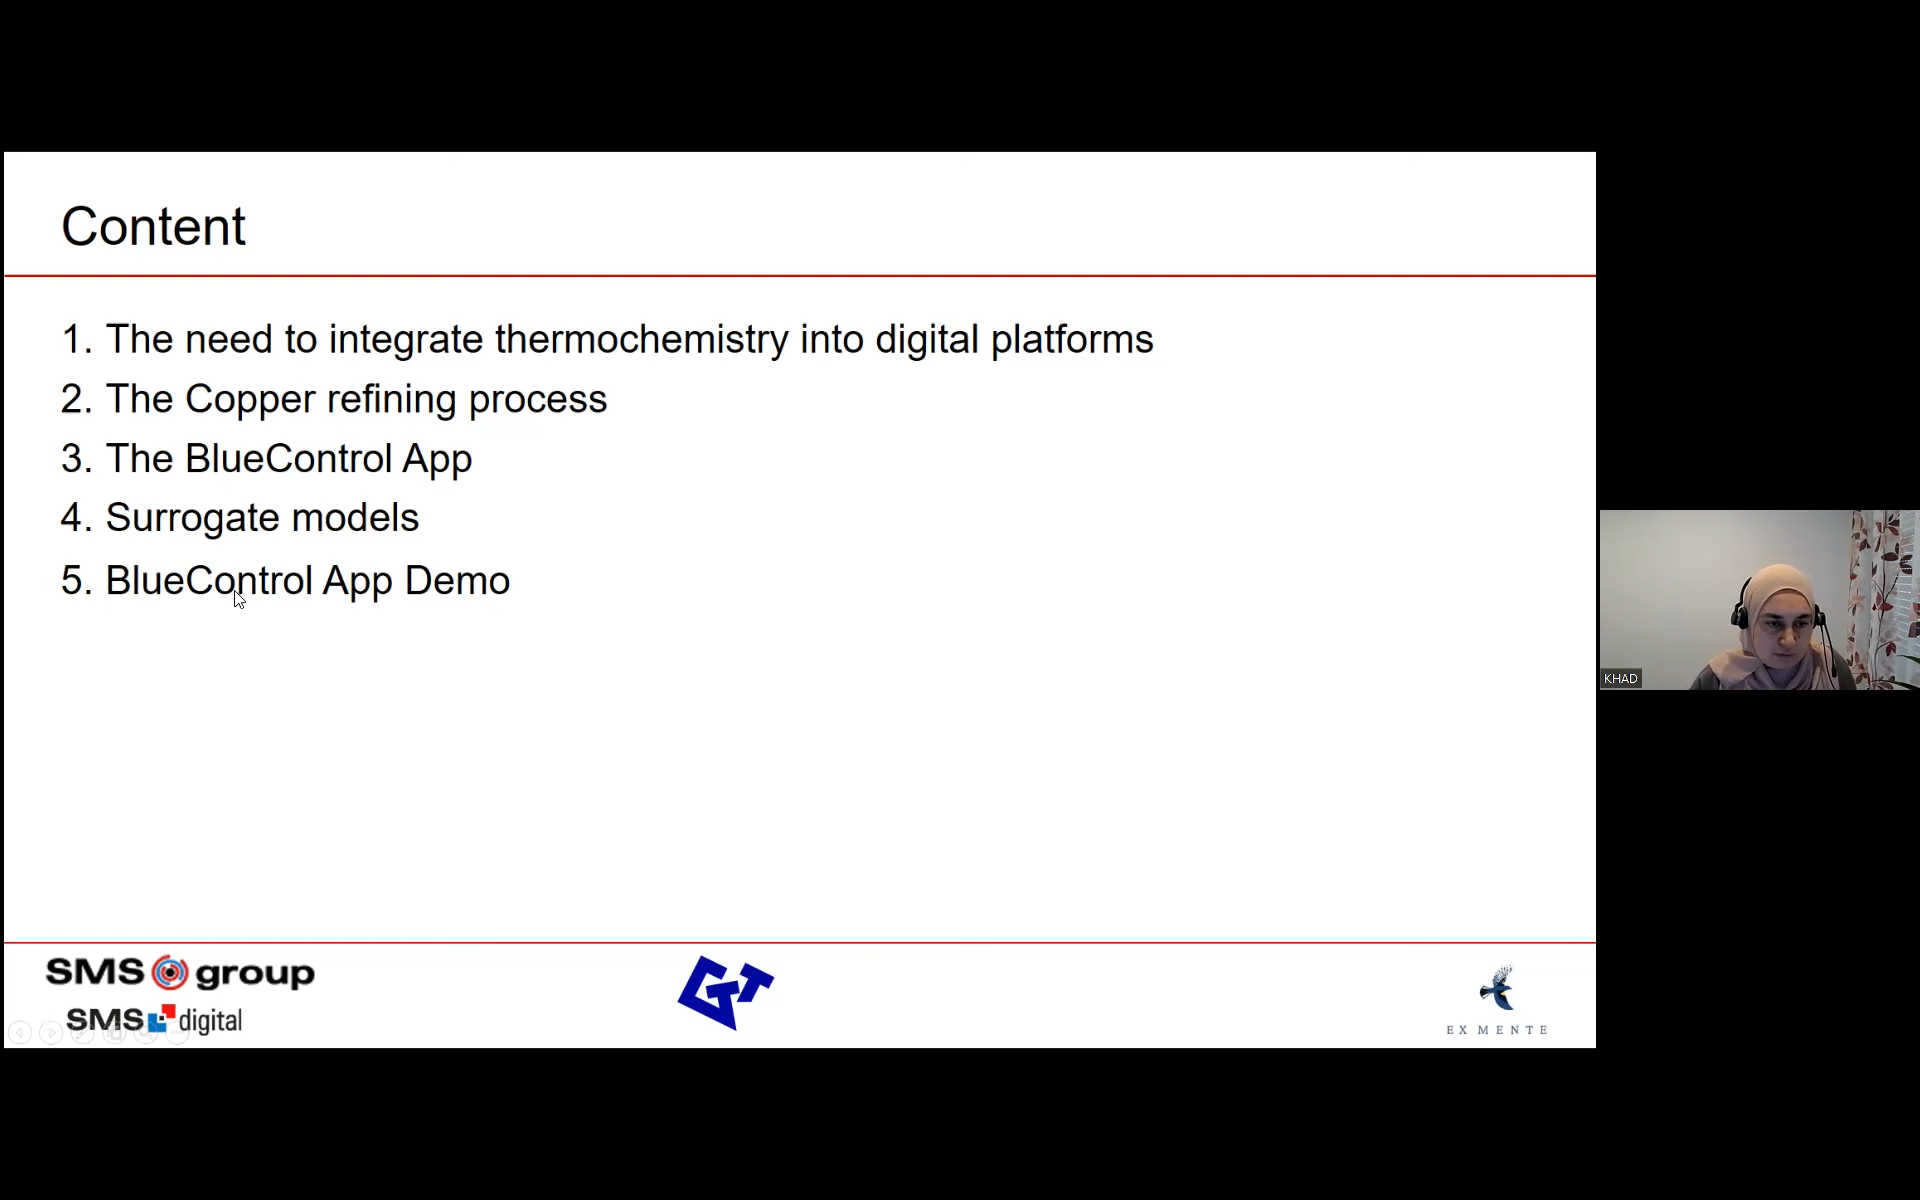 Content
1. The need to integrate thermochemistry into digital platforms
2. The Copper refining process
3. The BlueControl App
4. Surrogate models
5. BlueControl App Demo
KHAD
SMS group
SMS digital
GTT
EX MENTE